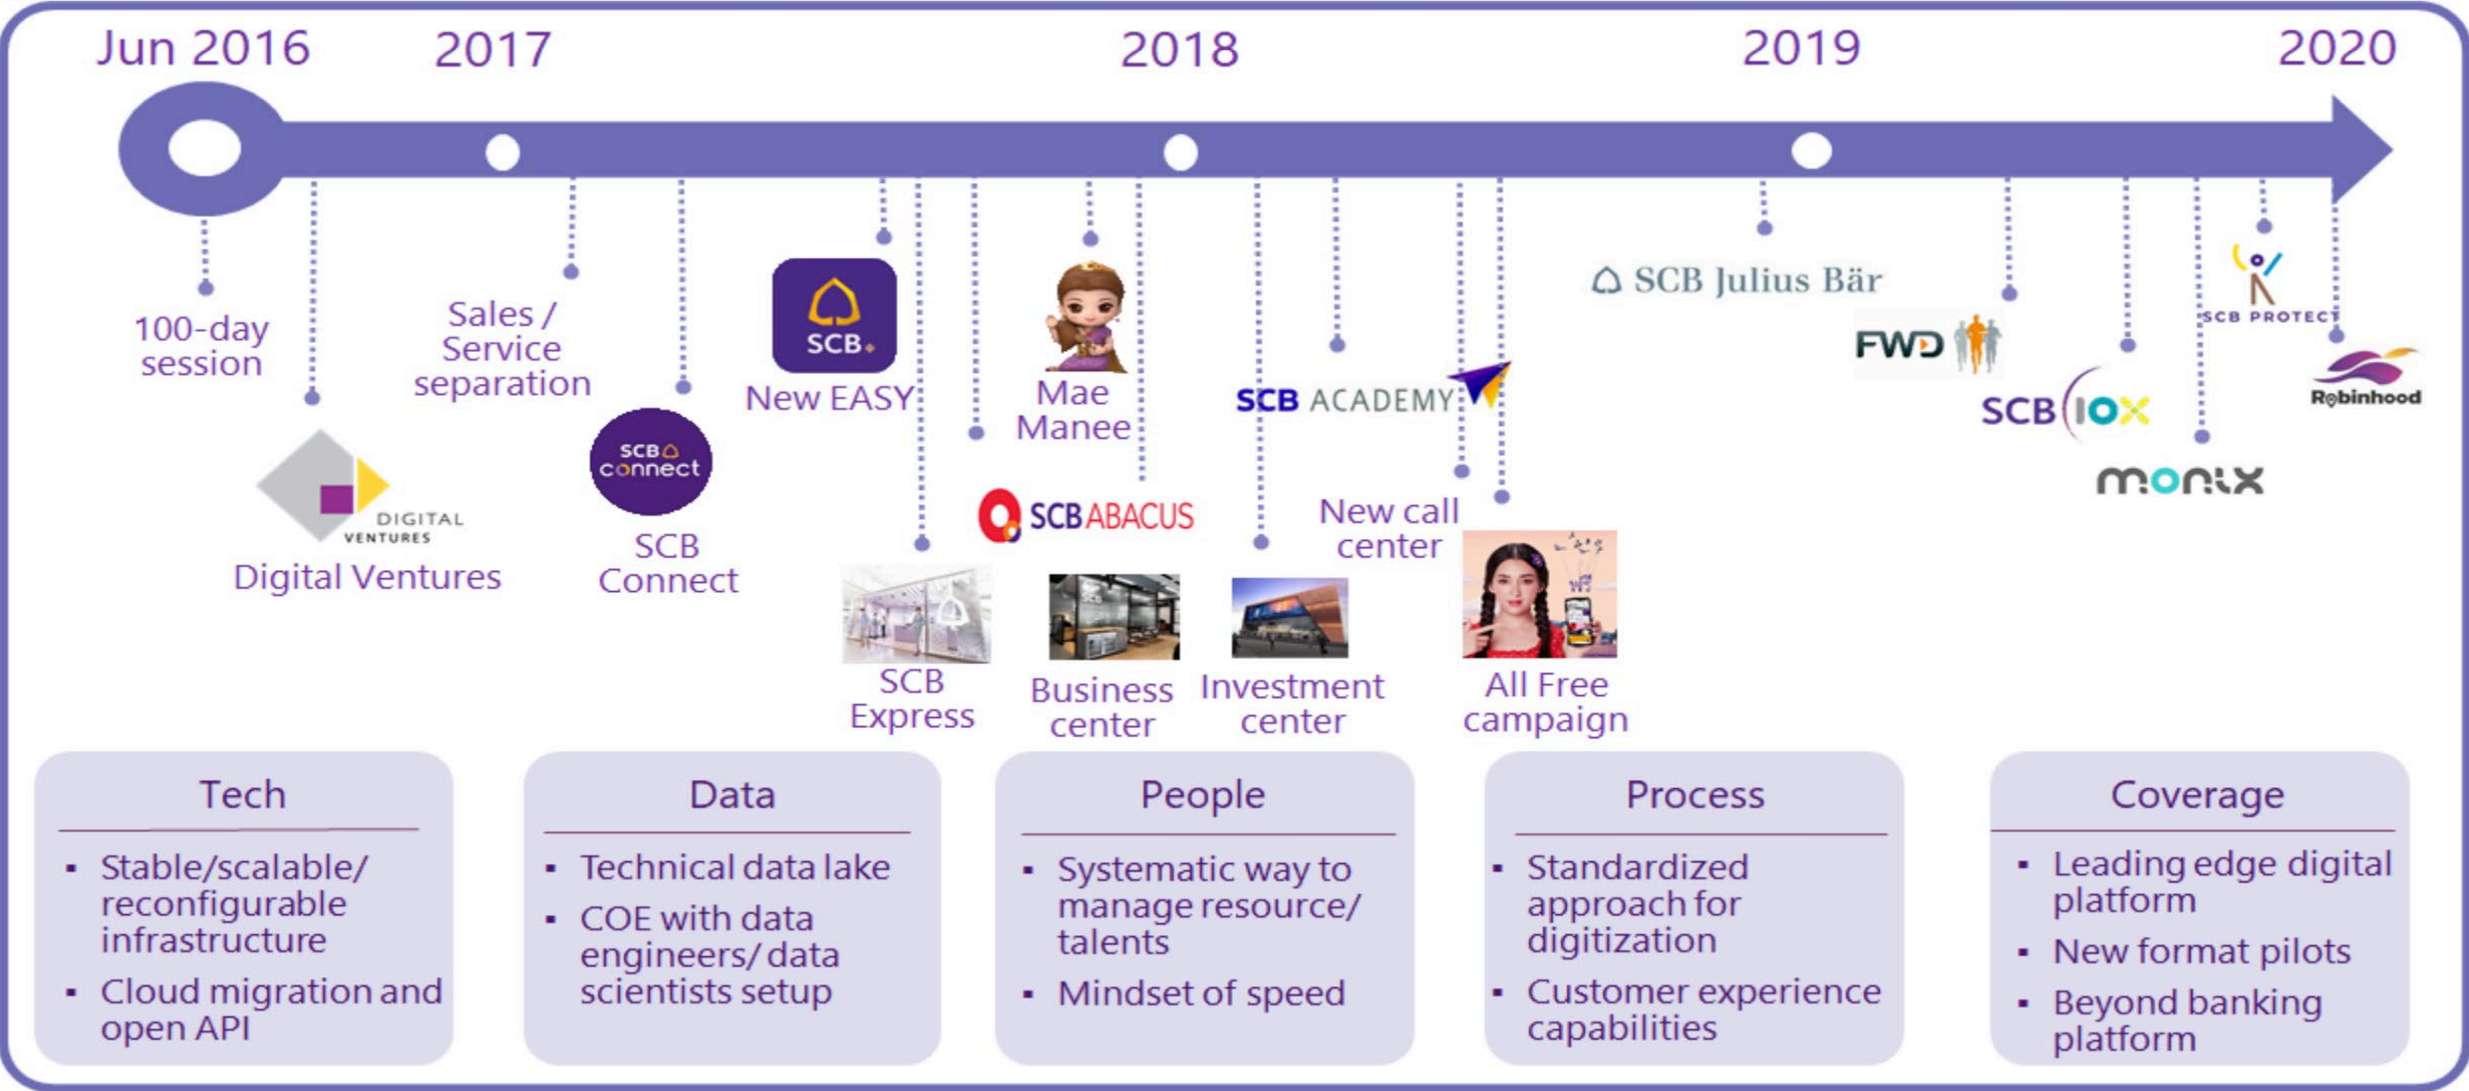 Jun 2016
2017
2018
2019
2020
100-day
session
DIGITAL
VENTURES
Digital Ventures
Sales /
Service
separation
SCB
connect
SCB
Connect
SCB
New EASY
SCB
Express
Mae
Manee
SCB ABACUS
Business
center
Investment
center
SCB ACADEMY
New call
center
All Free
campaign
SCB Julius Bär
FWD
SCB 10X
monix
SCB PROTECT
Robinhood
Tech
▪ Stable/scalable/
reconfigurable
infrastructure
▪ Cloud migration and
open API
Data
▪ Technical data lake
▪ COE with data
engineers/ data
scientists setup
People
▪ Systematic way to
manage resource/
talents
▪ Mindset of speed
Process
▪ Standardized
approach for
digitization
▪ Customer experience
capabilities
Coverage
▪ Leading edge digital
platform
▪ New format pilots
▪ Beyond banking
platform